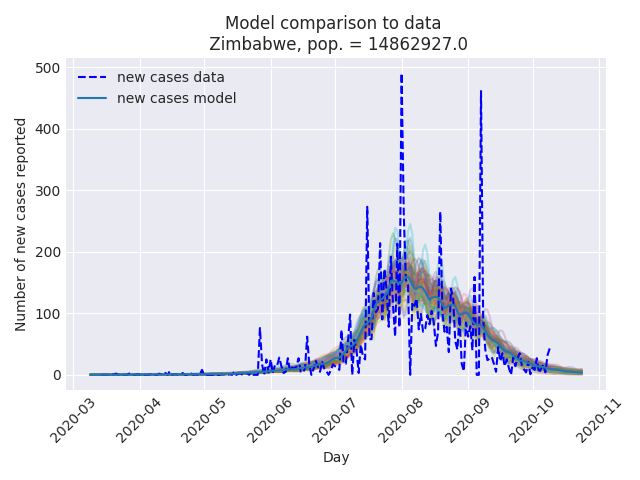 Model comparison to data
Zimbabwe, pop. = 14862927.0
new cases data
new cases model
Number of new cases reported
500
400
300
200
100
0
2020-03
2020-04
2020-05
2020-06
2020-07
2020-08
2020-09
2020-10
2020-11
Day